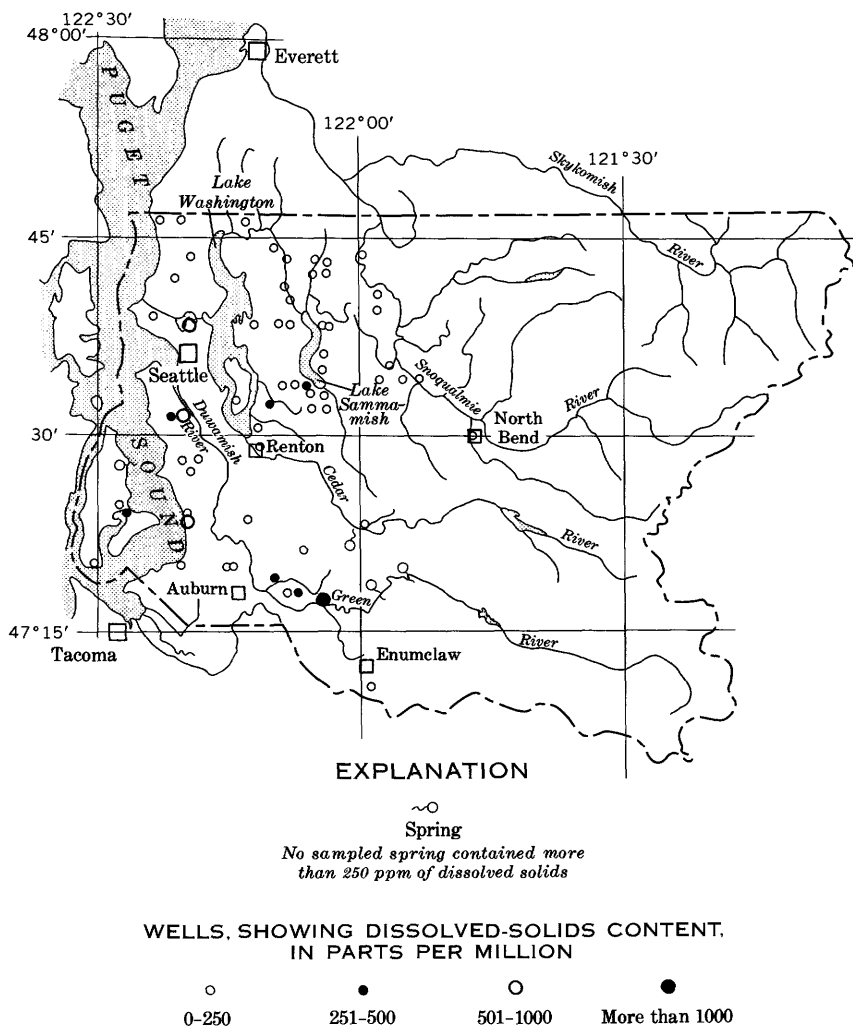 122°30′
48°00′
Everett
PUGET
122°00′
121°30′
Skykomish
Lake
Washington
45′
River
Seattle
Lake
Samma-
mish
Snoqualmie
North
Bend
River
Duwamish
River
30′
Renton
SOUND
Cedar
River
Auburn
Green
47°15′
River
Tacoma
Enumclaw
EXPLANATION
Spring
No sampled spring contained more
than 250 ppm of dissolved solids
WELLS, SHOWING DISSOLVED-SOLIDS CONTENT,
IN PARTS PER MILLION
0-250 251-500 501-1000 More than 1000